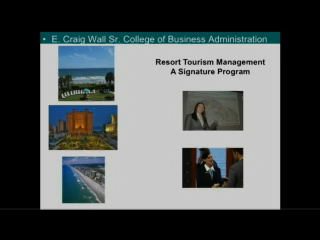 • E. Craig Wall Sr. College of Business Administration
Resort Tourism Management
A Signature Program